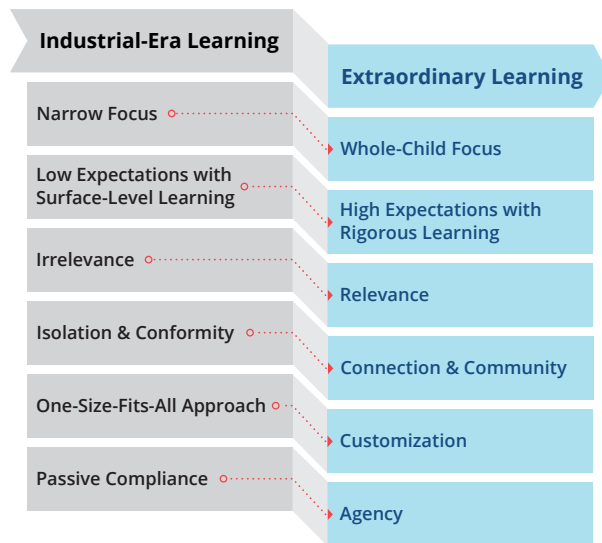 Industrial-Era Learning
Extraordinary Learning
Narrow Focus
Whole-Child Focus
Low Expectations with
Surface-Level Learning
High Expectations with
Rigorous Learning
Irrelevance
Relevance
Isolation & Conformity
Connection & Community
One-Size-Fits-All Approach
Customization
Passive Compliance
Agency